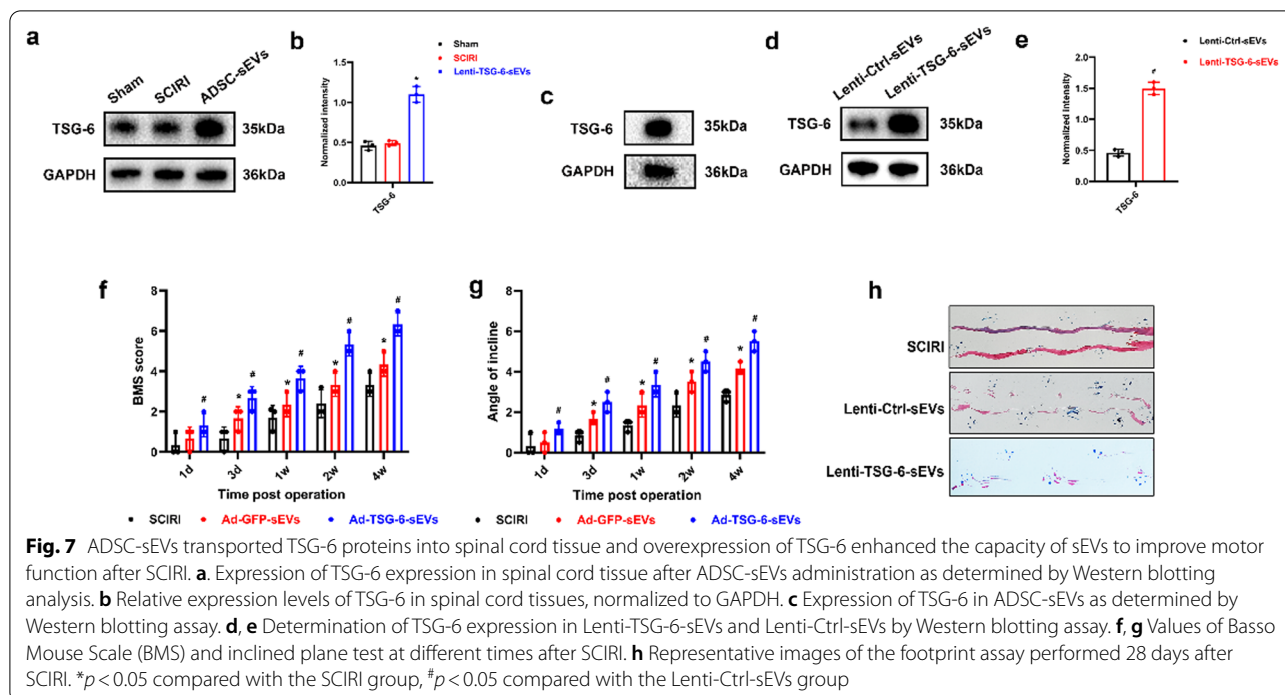 a
Sham
SCIRI
ADSC-sEVs
TSG-6
35kDa
GAPDH
36kDa
b
Sham
SCIRI
Lenti-TSG-6-sEVs
Normalized intensity
1.5
1.0
0.5
0.0
*
TSG-6
c
TSG-6
35kDa
GAPDH
36kDa
d
Lenti-Ctrl-sEVs
Lenti-TSG-6-sEVs
TSG-6
35kDa
GAPDH
36kDa
e
Lenti-Ctrl-sEVs
Lenti-TSG-6-sEVs
Normalized Intensity
2.0
1.5
1.0
0.5
0.0
#
TSG-6
f
BMS score
8
6
4
2
0
# * # * # * # * #
1d 3d 1w 2w 4w
Time post operation
SCIRI Ad-GFP-sEVs Ad-TSG-6-sEVs
g
Angle of incline
8
6
4
2
0
# * # * # * # * #
1d 3d 1w 2w 4w
Time post operation
SCIRI Ad-GFP-sEVs Ad-TSG-6-sEVs
h
SCIRI
Lenti-Ctrl-sEVs
Lenti-TSG-6-sEVs
Fig. 7 ADSC-sEVs transported TSG-6 proteins into spinal cord tissue and overexpression of TSG-6 enhanced the capacity of sEVs to improve motor
function after SCIRI. a. Expression of TSG-6 expression in spinal cord tissue after ADSC-sEVs administration as determined by Western blotting
analysis. b Relative expression levels of TSG-6 in spinal cord tissues, normalized to GAPDH. c Expression of TSG-6 in ADSC-sEVs as determined by
Western blotting assay. d, e Determination of TSG-6 expression in Lenti-TSG-6-sEVs and Lenti-Ctrl-sEVs by Western blotting assay. f, g Values of Basso
Mouse Scale (BMS) and inclined plane test at different times after SCIRI. h Representative images of the footprint assay performed 28 days after
SCIRI. *p < 0.05 compared with the SCIRI group, #p < 0.05 compared with the Lenti-Ctrl-sEVs group